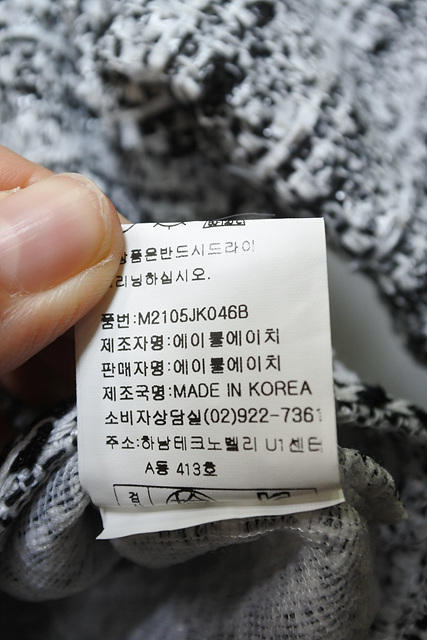 상품은반드시드라이
리닝하십시오.
품번:M2105JK046B
제조자명:에이롤에이치
판매자명:에이롤에이치
제조국명:MADE IN KOREA
소비자상담실(02)922-7361
주소:하남테크노밸리 U1센터
A동 413호